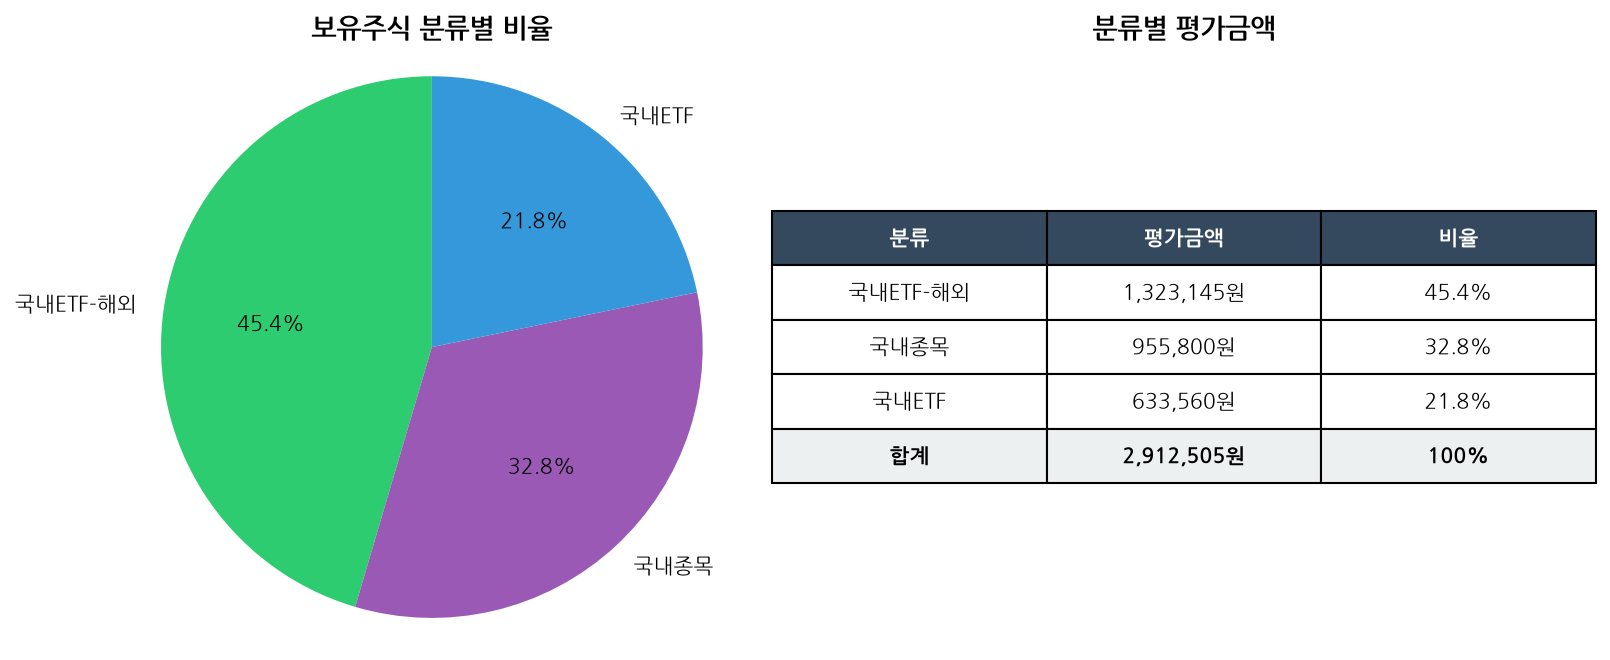 보유주식 분류별 비율
국내ETF
21.8%
국내ETF-해외
45.4%
32.8%
국내종목
분류별 평가금액
분류 평가금액 비율
국내ETF-해외 1,323,145원 45.4%
국내종목 955,800원 32.8%
국내ETF 633,560원 21.8%
합계 2,912,505원 100%